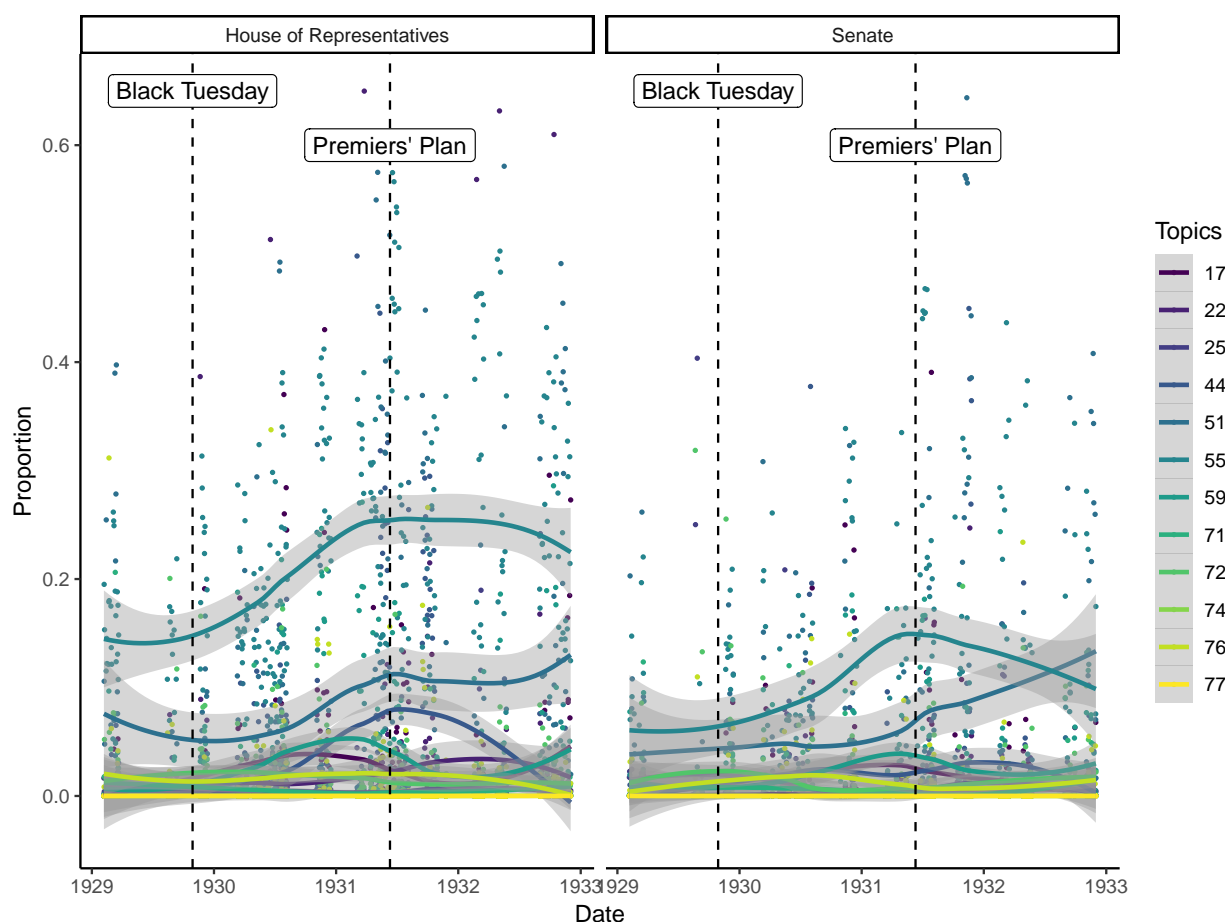 House of Representatives
Senate
Black Tuesday
Black Tuesday
Premiers' Plan
Premiers' Plan
0.6
0.4
0.2
0.0
Proportion
1929
1930
1931
1932
1933
1929
1930
1931
1932
1933
Date
Topics
17
22
25
44
51
55
59
71
72
74
76
77